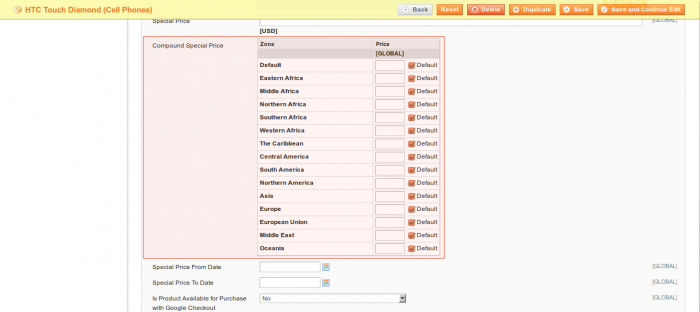 HTC Touch Diamond (Cell Phones) Back Reset Delete Duplicate Save Save and Continue Edit
Special Price [GLOBAL]
[USD]
Compound Special Price Zone Price
[GLOBAL]
Default Default
Eastern Africa Default
Middle Africa Default
Northern Africa Default
Southern Africa Default
Western Africa Default
The Caribbean Default
Central America Default
South America Default
Northern America Default
Asia Default
Europe Default
European Union Default
Middle East Default
Oceania Default
Special Price From Date [GLOBAL]
Special Price To Date [GLOBAL]
Is Product Available for Purchase No [GLOBAL]
with Google Checkout